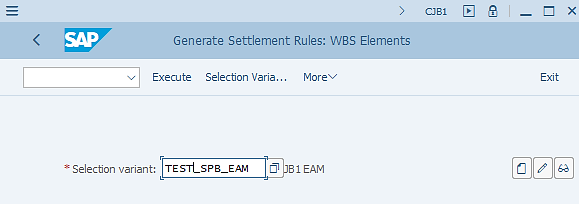 CJB1
SAP Generate Settlement Rules: WBS Elements
Execute Selection Varia... More Exit
* Selection variant: TEST_SPB_EAM JB1 EAM